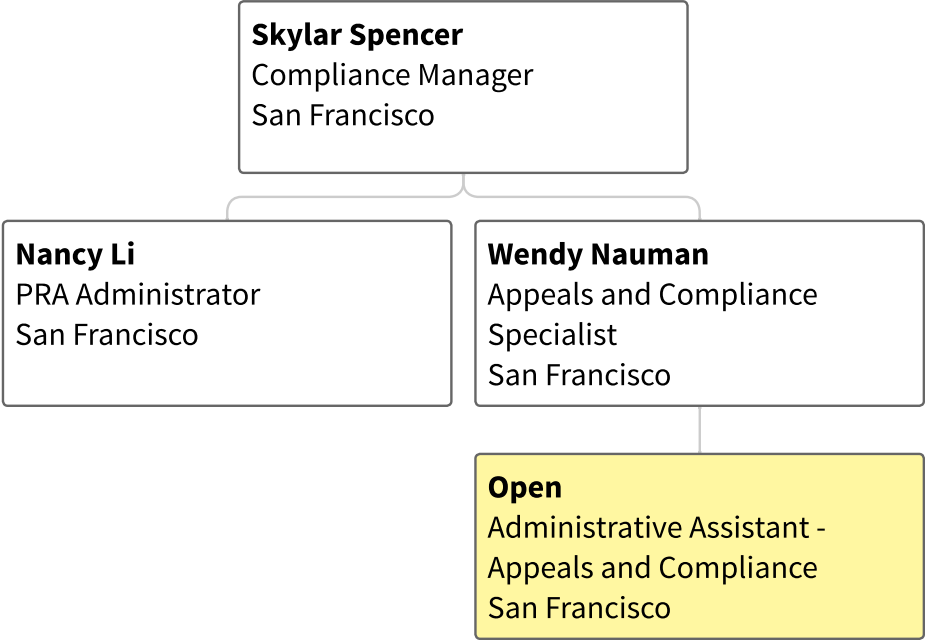 Skylar Spencer
Compliance Manager
San Francisco
Nancy Li
PRA Administrator
San Francisco
Wendy Nauman
Appeals and Compliance
Specialist
San Francisco
Open
Administrative Assistant -
Appeals and Compliance
San Francisco